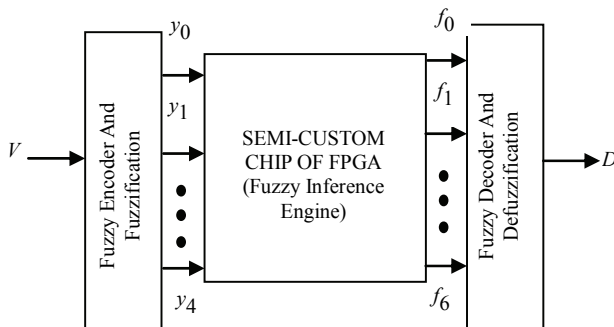 y0
f0
y1
f1
V
Fuzzy Encoder And
Fuzzification
SEMI-CUSTOM
CHIP OF FPGA
(Fuzzy Inference
Engine)
Fuzzy Decoder And
Defuzzification
D
y4
f6